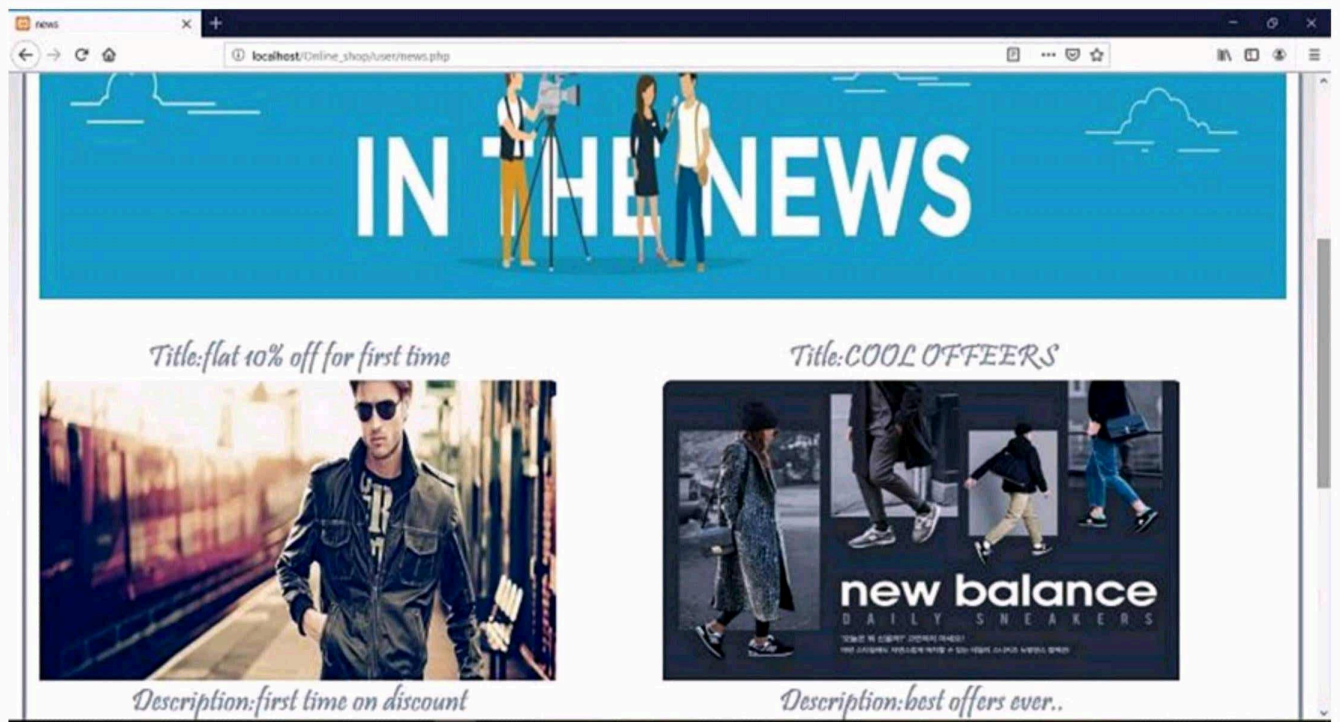 news
localhost/Online_shop/user/news.php
IN THE NEWS
Title:flat 10% off for first time
Title:COOL OFFEERS
new balance
DAILY SNEAKERS
Description:first time on discount
Description:best offers ever..